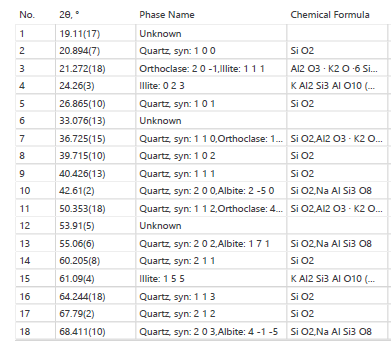 No. 2θ, ° Phase Name Chemical Formula
1 19.11(17) Unknown
2 20.894(7) Quartz, syn: 1 0 0 Si O2
3 21.272(18) Orthoclase: 2 0 -1,Illite: 1 1 1 Al2 O3 · K2 O ·6 Si...
4 24.26(3) Illite: 0 2 3 K Al2 Si3 Al O10 (...
5 26.865(10) Quartz, syn: 1 0 1 Si O2
6 33.076(13) Unknown
7 36.725(15) Quartz, syn: 1 1 0,Orthoclase: 1... Si O2,Al2 O3 · K2 O...
8 39.715(10) Quartz, syn: 1 0 2 Si O2
9 40.426(13) Quartz, syn: 1 1 1 Si O2
10 42.61(2) Quartz, syn: 2 0 0,Albite: 2 -5 0 Si O2,Na Al Si3 O8
11 50.353(18) Quartz, syn: 1 1 2,Orthoclase: 4... Si O2,Al2 O3 · K2 O...
12 53.91(5) Unknown
13 55.06(6) Quartz, syn: 2 0 2,Albite: 1 7 1 Si O2,Na Al Si3 O8
14 60.205(8) Quartz, syn: 2 1 1 Si O2
15 61.09(4) Illite: 1 5 5 K Al2 Si3 Al O10 (...
16 64.244(18) Quartz, syn: 1 1 3 Si O2
17 67.79(2) Quartz, syn: 2 1 2 Si O2
18 68.411(10) Quartz, syn: 2 0 3,Albite: 4 -1 -5 Si O2,Na Al Si3 O8